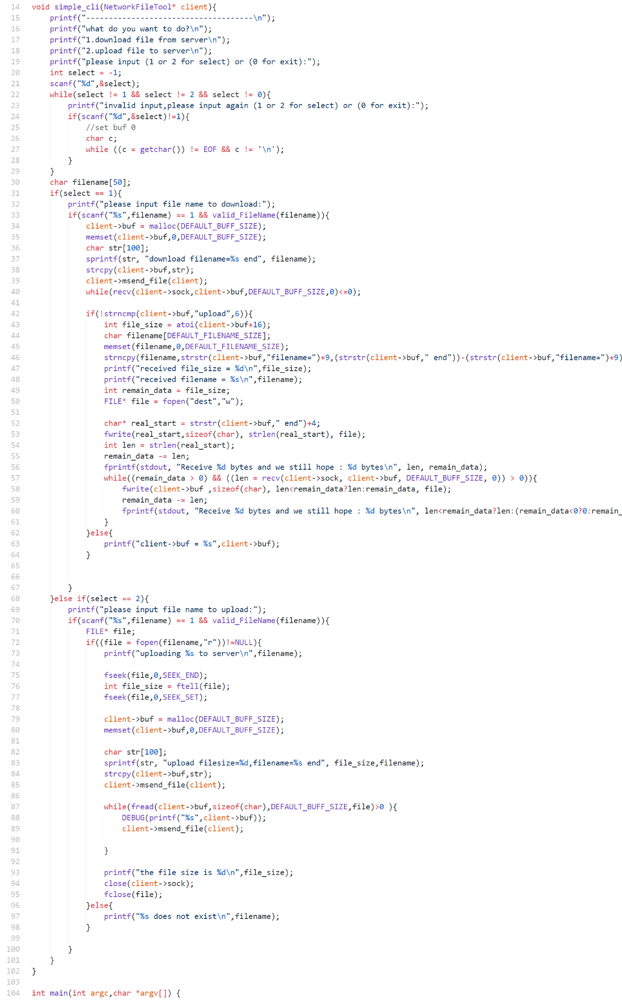 14 void simple_cli(NetworkFileTool* client){
15     printf("-------------------------------------\n");
16     printf("what do you want to do?\n");
17     printf("1.download file from server\n");
18     printf("2.upload file to server\n");
19     printf("please input (1 or 2 for select) or (0 for exit):");
20     int select = -1;
21     scanf("%d",&select);
22     while(select != 1 && select != 2 && select != 0){
23         printf("invalid input,please input again (1 or 2 for select) or (0 for exit):");
24         if(scanf("%d",&select)!=1){
25             //set buf 0
26             char c;
27             while ((c = getchar()) != EOF && c != '\n');
28         }
29     }
30     char filename[50];
31     if(select == 1){
32         printf("please input file name to download:");
33         if(scanf("%s",filename) == 1 && valid_FileName(filename)){
34             client->buf = malloc(DEFAULT_BUFF_SIZE);
35             memset(client->buf,0,DEFAULT_BUFF_SIZE);
36             char str[100];
37             sprintf(str, "download filename=%s end", filename);
38             strcpy(client->buf,str);
39             client->msend_file(client);
40             while(recv(client->sock,client->buf,DEFAULT_BUFF_SIZE,0)<=0);
41
42             if(!strncmp(client->buf,"upload",6)){
43                 int file_size = atoi(client->buf+16);
44                 char filename[DEFAULT_FILENAME_SIZE];
45                 memset(filename,0,DEFAULT_FILENAME_SIZE);
46                 strncpy(filename,strstr(client->buf,"filename=")+9,(strstr(client->buf," end"))-(strstr(client->buf,"filename=")+9)
47                 printf("received file_size = %d\n",file_size);
48                 printf("received filename = %s\n",filename);
49                 int remain_data = file_size;
50                 FILE* file = fopen("dest","w");
51
52                 char* real_start = strstr(client->buf," end")+4;
53                 fwrite(real_start,sizeof(char), strlen(real_start), file);
54                 int len = strlen(real_start);
55                 remain_data -= len;
56                 fprintf(stdout, "Receive %d bytes and we still hope : %d bytes\n", len, remain_data);
57                 while((remain_data > 0) && ((len = recv(client->sock, client->buf, DEFAULT_BUFF_SIZE, 0)) > 0)){
58                     fwrite(client->buf ,sizeof(char), len<remain_data?len:remain_data, file);
59                     remain_data -= len;
60                     fprintf(stdout, "Receive %d bytes and we still hope : %d bytes\n", len<remain_data?len:(remain_data<0?0:remain_
61                 }
62             }else{
63                 printf("client->buf = %s",client->buf);
64             }
65
66
67         }
68     }else if(select == 2){
69         printf("please input file name to upload:");
70         if(scanf("%s",filename) == 1 && valid_FileName(filename)){
71             FILE* file;
72             if((file = fopen(filename,"r"))!=NULL){
73                 printf("uploading %s to server\n",filename);
74
75                 fseek(file,0,SEEK_END);
76                 int file_size = ftell(file);
77                 fseek(file,0,SEEK_SET);
78
79                 client->buf = malloc(DEFAULT_BUFF_SIZE);
80                 memset(client->buf,0,DEFAULT_BUFF_SIZE);
81
82                 char str[100];
83                 sprintf(str, "upload filesize=%d,filename=%s end", file_size,filename);
84                 strcpy(client->buf,str);
85                 client->msend_file(client);
86
87                 while(fread(client->buf,sizeof(char),DEFAULT_BUFF_SIZE,file)>0 ){
88                     DEBUG(printf("%s",client->buf));
89                     client->msend_file(client);
90
91                 }
92
93                 printf("the file size is %d\n",file_size);
94                 close(client->sock);
95                 fclose(file);
96             }else{
97                 printf("%s does not exist\n",filename);
98             }
99
100         }
101     }
102 }
103
104 int main(int argc,char *argv[]) {